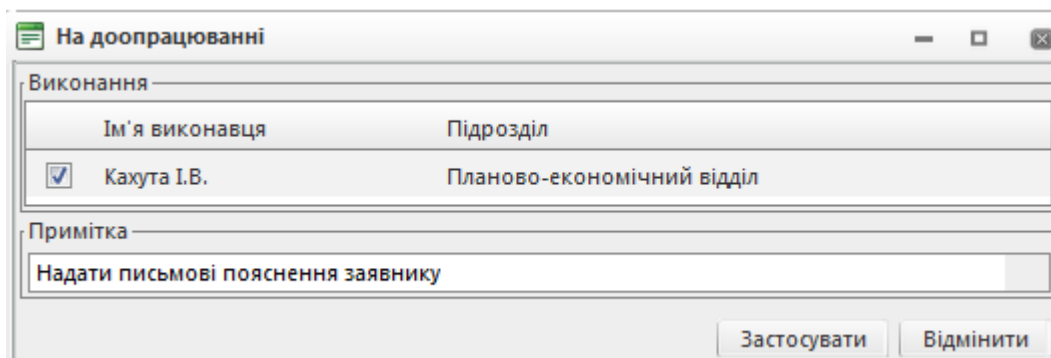 На доопрацюванні
Виконання
Ім'я виконавця Підрозділ
Кахута І.В. Планово-економічний відділ
Примітка
Надати письмові пояснення заявнику
Застосувати Відмінити